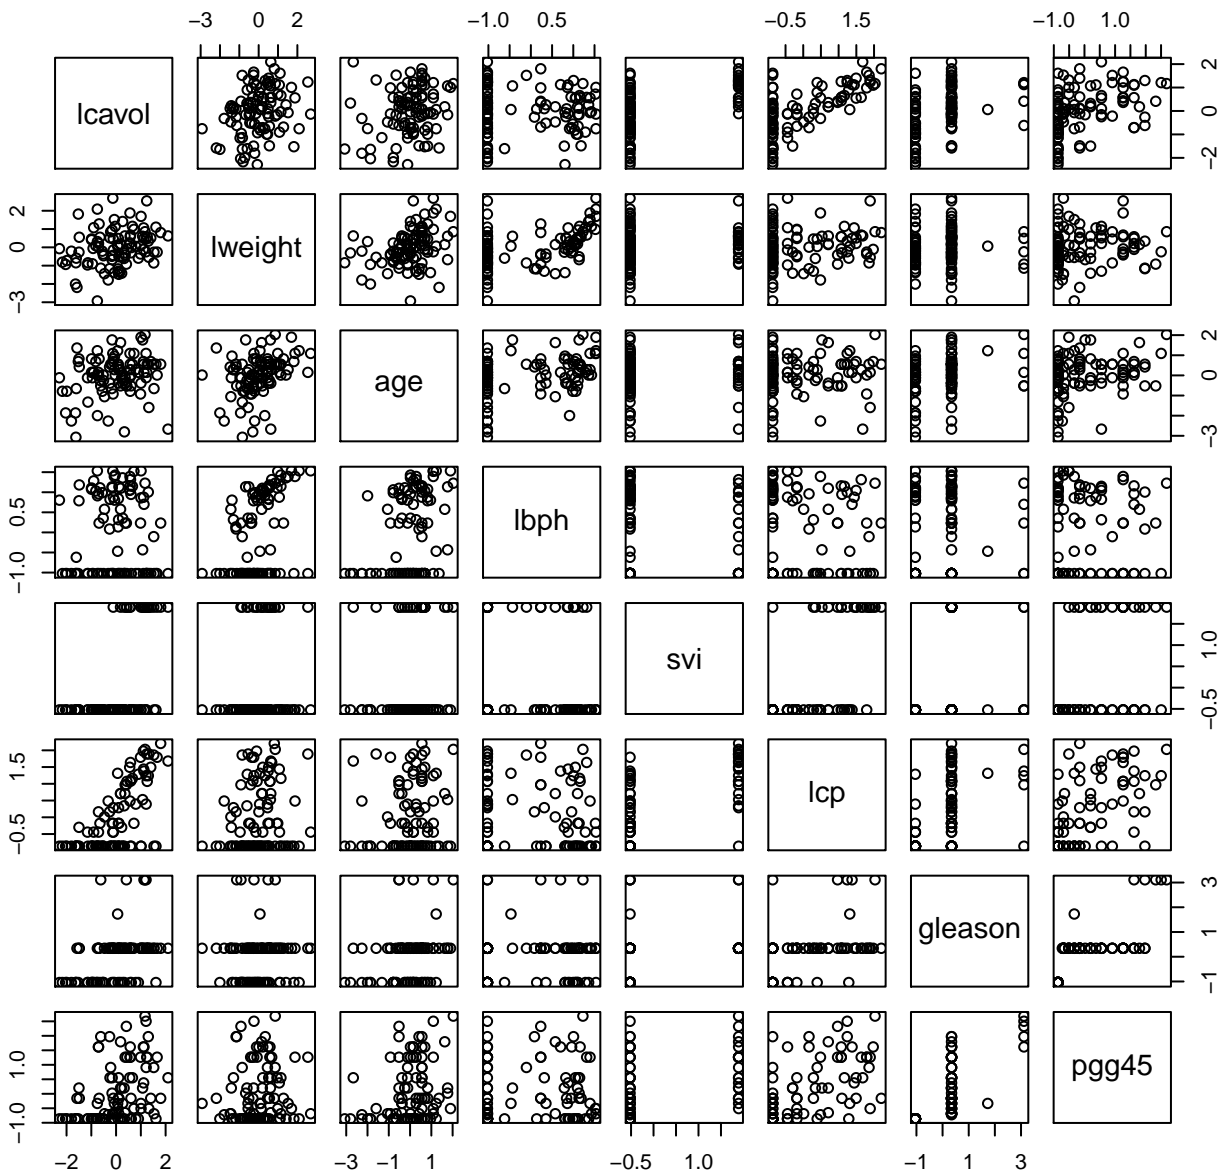 −3 0 2 −1.0 0.5 −0.5 1.5 −1.0 1.0
lcavol −2 0 2
−3 0 2 lweight
age −3 0 2
−1.0 0.5 lbph
svi −0.5 1.0
−0.5 1.5 lcp
gleason −1 1 3
−1.0 1.0 pgg45
−2 0 −3 −1 1 −0.5 1.0 −1 1 3